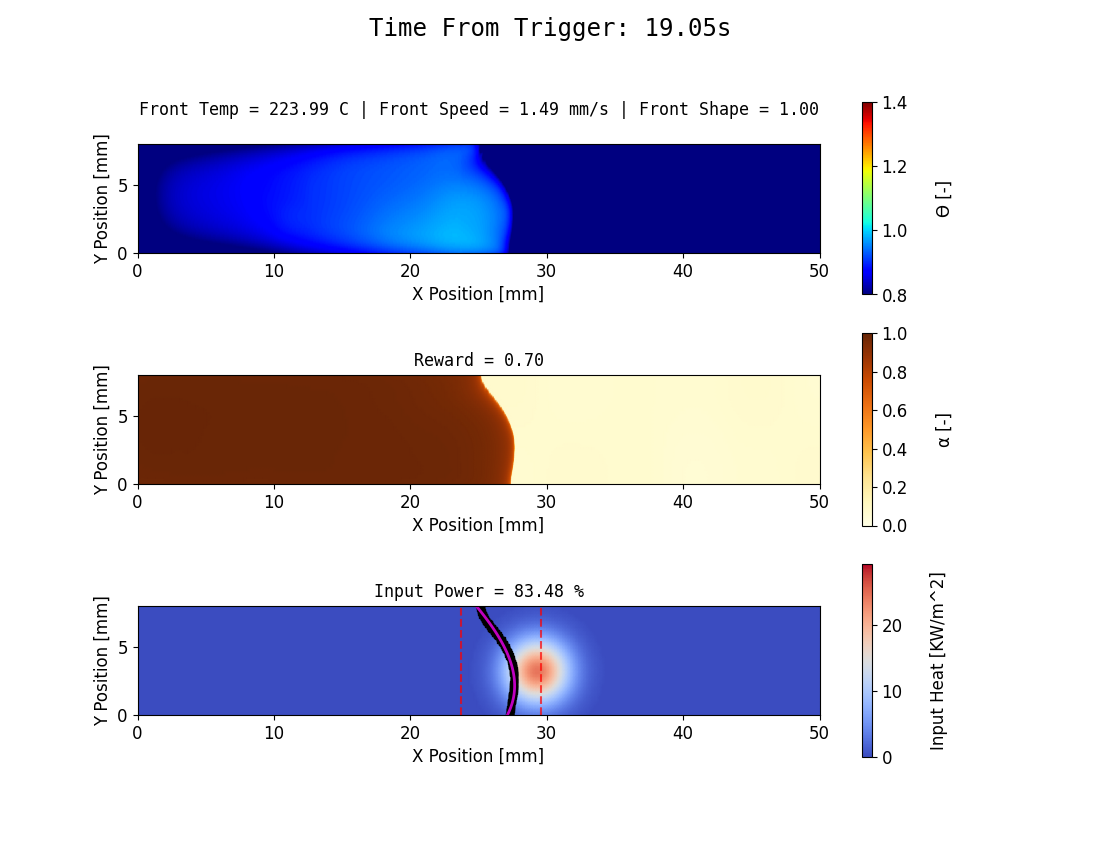 Time From Trigger: 19.05s
Front Temp = 223.99 C | Front Speed = 1.49 mm/s | Front Shape = 1.00
Y Position [mm]
5
0
0 10 20 30 40 50
X Position [mm]
1.4
1.2
1.0
0.8
Θ [-]
Reward = 0.70
Y Position [mm]
5
0
0 10 20 30 40 50
X Position [mm]
1.0
0.8
0.6
0.4
0.2
0.0
α [-]
Input Power = 83.48 %
Y Position [mm]
5
0
0 10 20 30 40 50
X Position [mm]
20
10
0
Input Heat [KW/m^2]